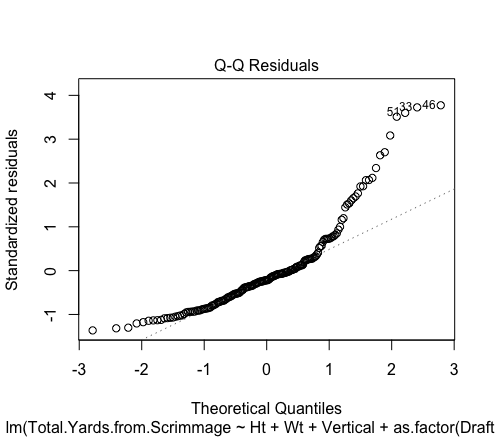 Q-Q Residuals
Standardized residuals
4
3
2
1
0
-1
46
33
-3 -2 -1 0 1 2 3
Theoretical Quantiles
lm(Total.Yards.from.Scrimmage ~ Ht + Wt + Vertical + as.factor(Draft